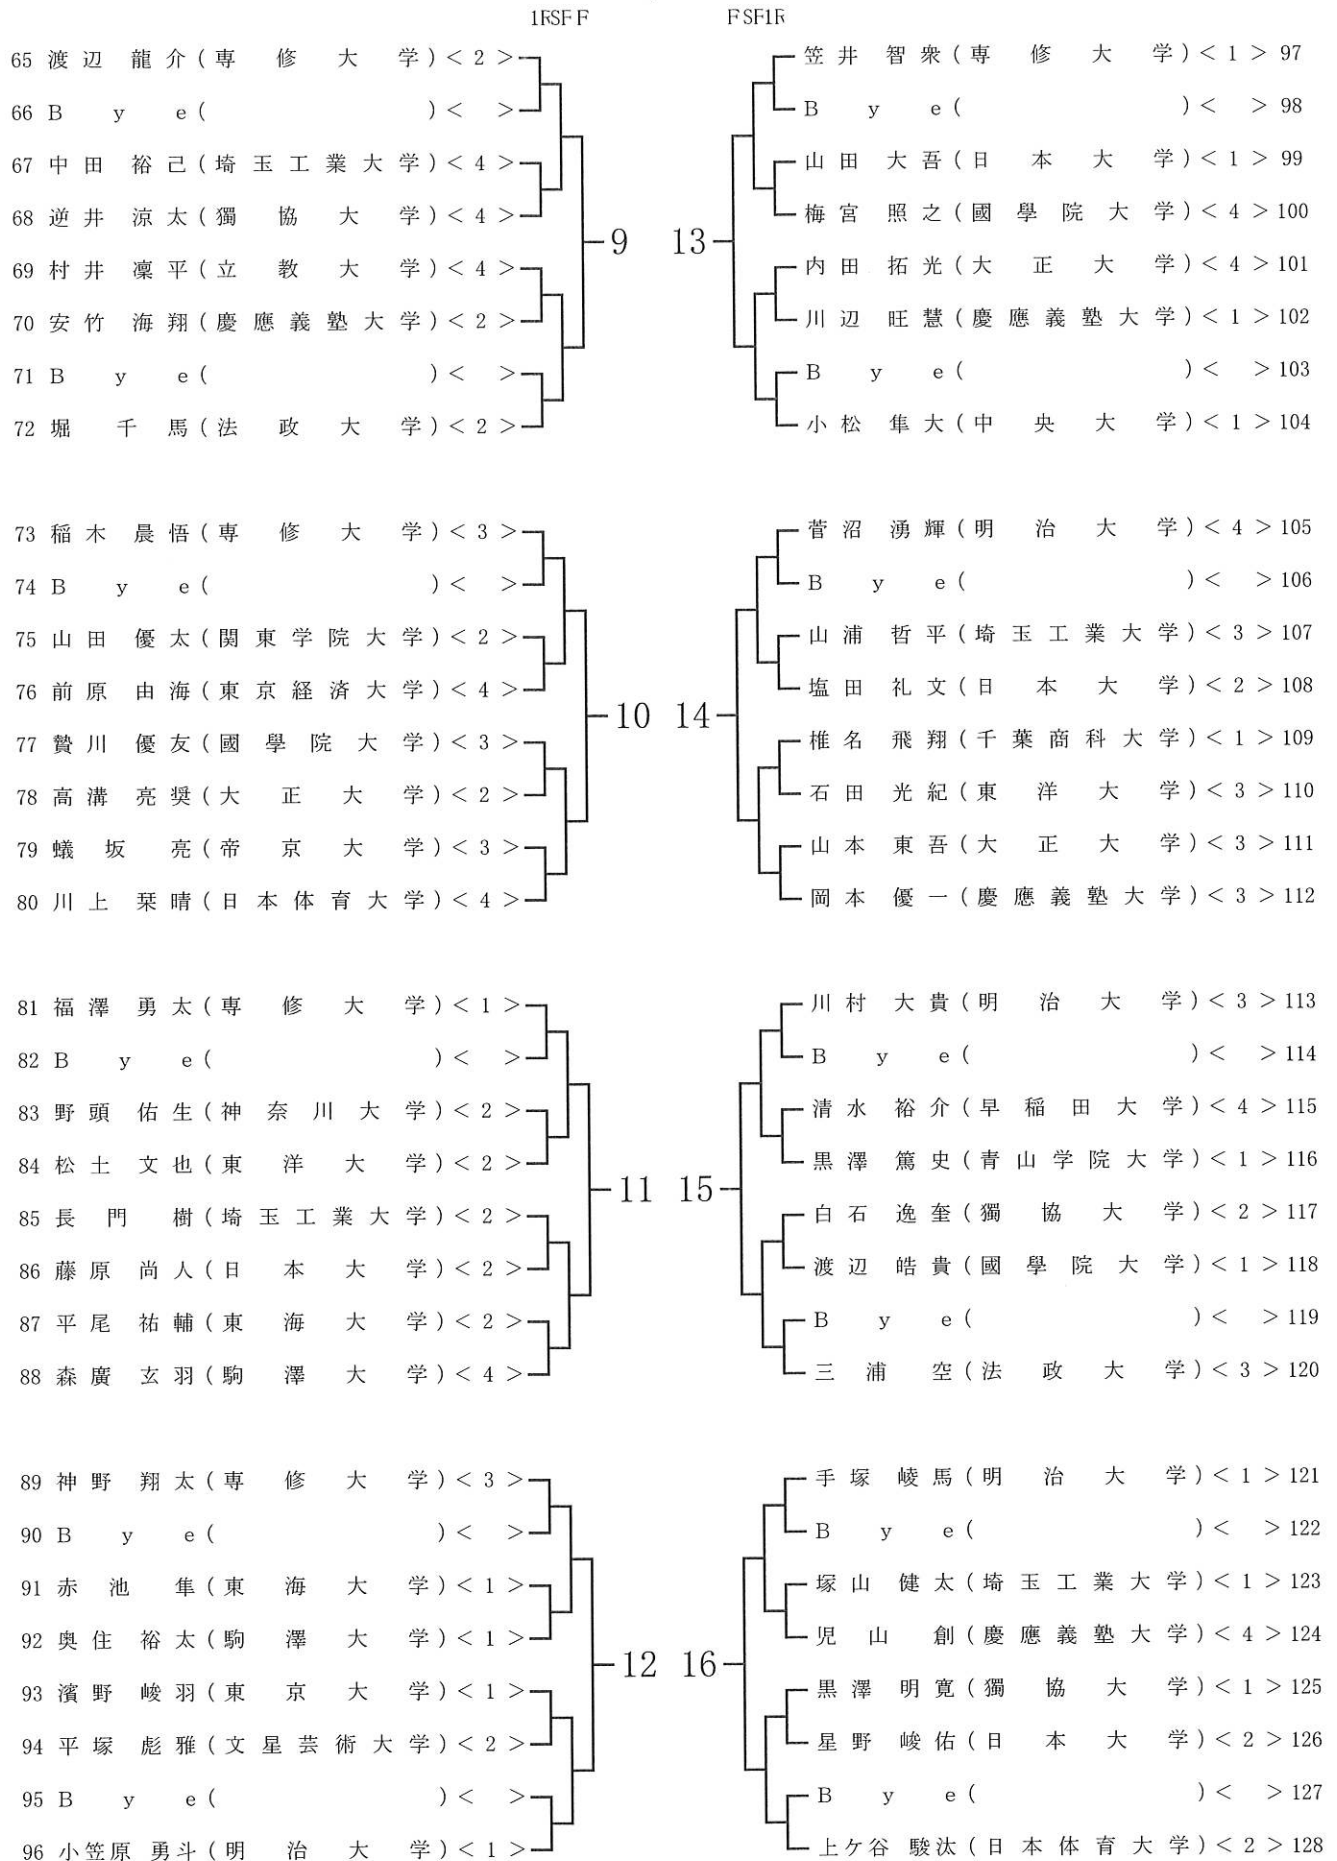 1RSFF
65 渡辺 龍介(専修大学)<2>
66 Bye( )< >
67 中田 裕己(埼玉工業大学)<4>
68 逆井 涼太(獨協大学)<4>
9
69 村井 凜平(立教大学)<4>
70 安竹 海翔(慶應義塾大学)<2>
71 Bye( )< >
72 堀 千馬(法政大学)<2>
73 稲木 晨悟(専修大学)<3>
74 Bye( )< >
75 山田 優太(関東学院大学)<2>
76 前原 由海(東京経済大学)<4>
10
77 贄川 優友(國學院大学)<3>
78 高溝 亮奨(大正大学)<2>
79 蟻坂 亮(帝京大学)<3>
80 川上 栞晴(日本体育大学)<4>
81 福澤 勇太(専修大学)<1>
82 Bye( )< >
83 野頭 佑生(神奈川大学)<2>
84 松土 文也(東洋大学)<2>
11
85 長門 樹(埼玉工業大学)<2>
86 藤原 尚人(日本大学)<2>
87 平尾 祐輔(東海大学)<2>
88 森廣 玄羽(駒澤大学)<4>
89 神野 翔太(専修大学)<3>
90 Bye( )< >
91 赤池 隼(東海大学)<1>
92 奥住 裕太(駒澤大学)<1>
12
93 濱野 峻羽(東京大学)<1>
94 平塚 彪雅(文星芸術大学)<2>
95 Bye( )< >
96 小笠原 勇斗(明治大学)<1>
FSF1R
笠井 智衆(専修大学)<1>97
Bye( )< >98
山田 大吾(日本大学)<1>99
梅宮 照之(國學院大学)<4>100
13
内田 拓光(大正大学)<4>101
川辺 旺慧(慶應義塾大学)<1>102
Bye( )< >103
小松 隼大(中央大学)<1>104
菅沼 湧輝(明治大学)<4>105
Bye( )< >106
山浦 哲平(埼玉工業大学)<3>107
塩田 礼文(日本大学)<2>108
14
椎名 飛翔(千葉商科大学)<1>109
石田 光紀(東洋大学)<3>110
山本 東吾(大正大学)<3>111
岡本 優一(慶應義塾大学)<3>112
川村 大貴(明治大学)<3>113
Bye( )< >114
清水 裕介(早稲田大学)<4>115
黒澤 篤史(青山学院大学)<1>116
15
白石 逸奎(獨協大学)<2>117
渡辺 皓貴(國學院大学)<1>118
Bye( )< >119
三浦 空(法政大学)<3>120
手塚 崚馬(明治大学)<1>121
Bye( )< >122
塚山 健太(埼玉工業大学)<1>123
児山 創(慶應義塾大学)<4>124
16
黒澤 明寛(獨協大学)<1>125
星野 峻佑(日本大学)<2>126
Bye( )< >127
上ケ谷 駿汰(日本体育大学)<2>128